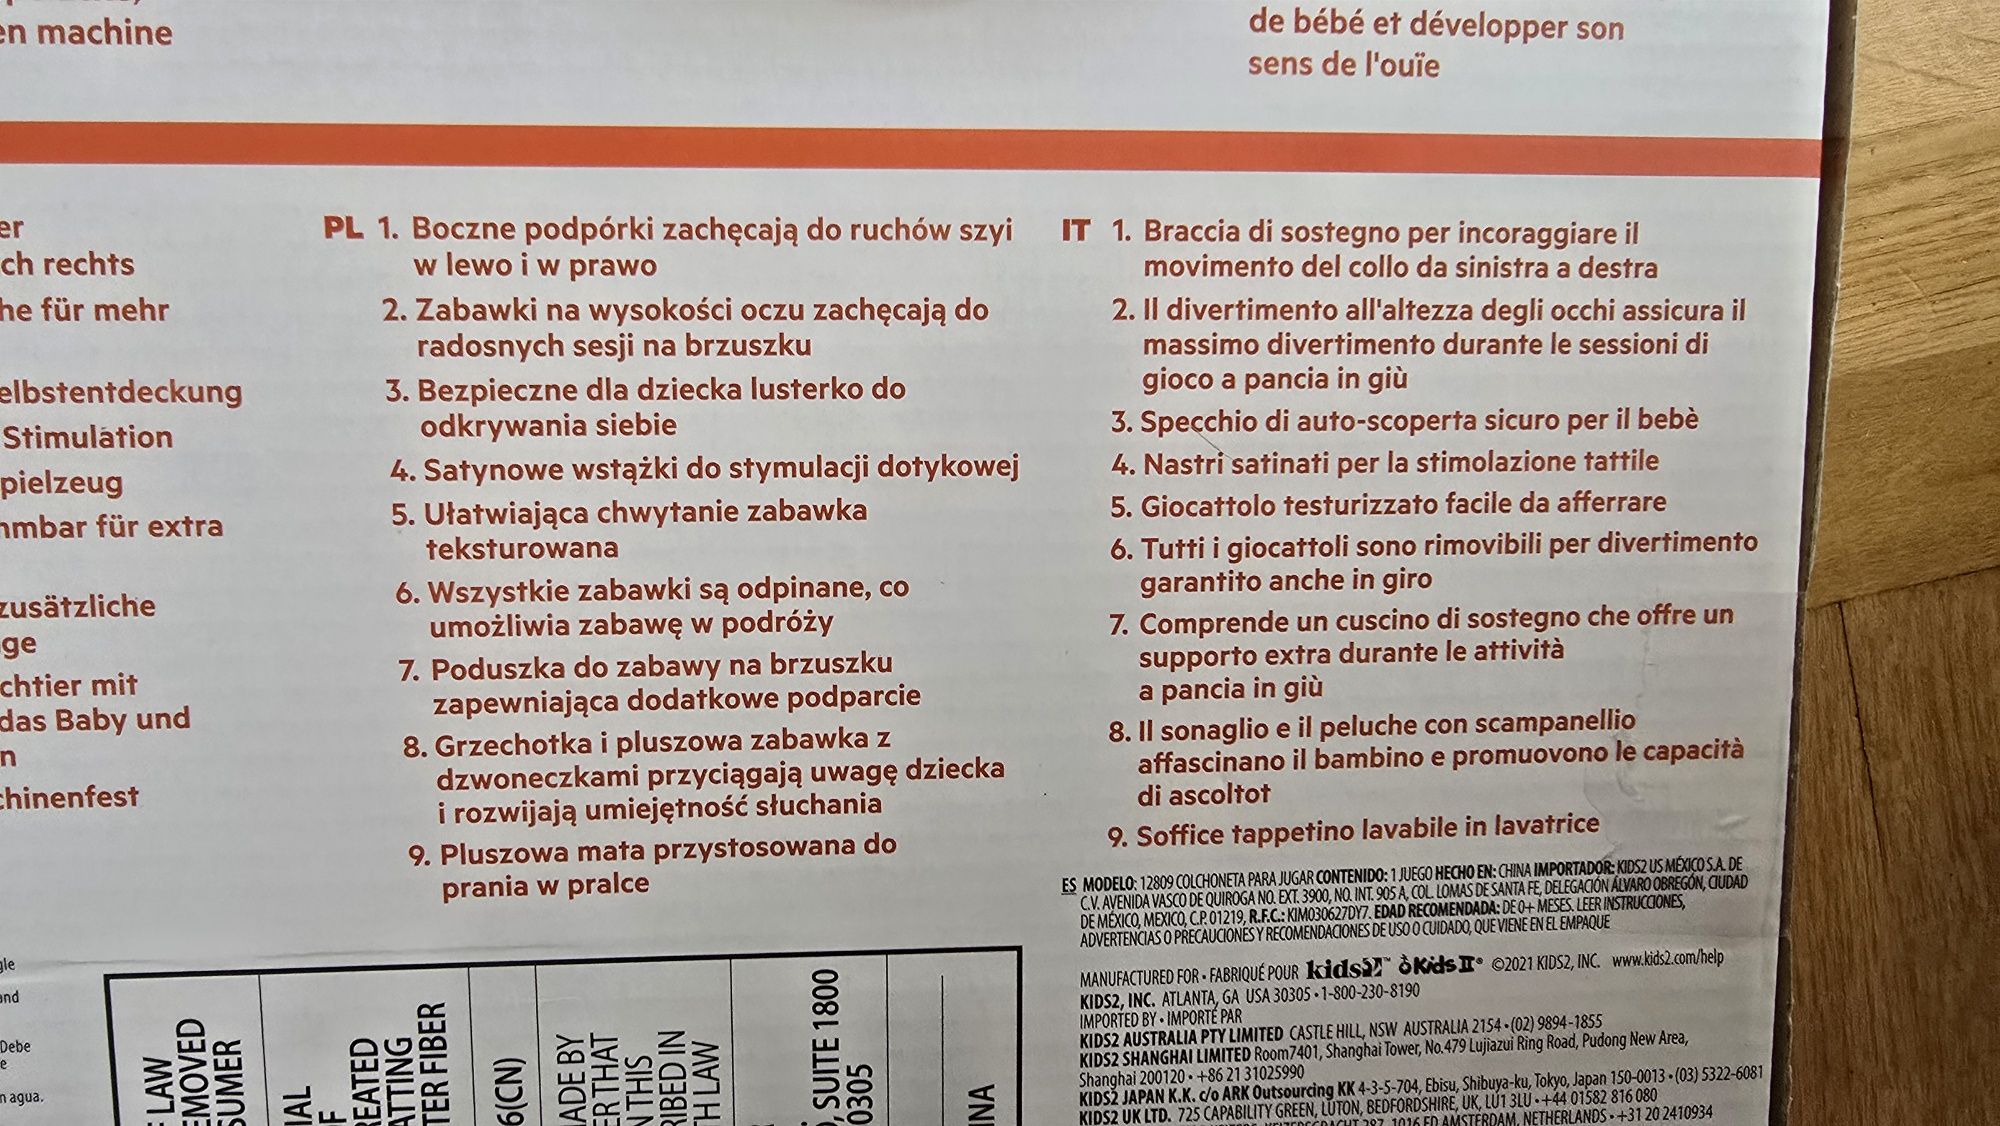 en machine
de bébé et développer son
sens de l'ouïe
er
ch rechts
he für mehr
elbstentdeckung
Stimulation
pielzeug
mbar für extra
zusätzliche
ge
chtier mit
das Baby und
n
chinenfest
PL 1. Boczne podpórki zachęcają do ruchów szyi
w lewo i w prawo
2. Zabawki na wysokości oczu zachęcają do
radosnych sesji na brzuszku
3. Bezpieczne dla dziecka lusterko do
odkrywania siebie
4. Satynowe wstążki do stymulacji dotykowej
5. Ułatwiająca chwytanie zabawka
teksturowana
6. Wszystkie zabawki są odpinane, co
umożliwia zabawę w podróży
7. Poduszka do zabawy na brzuszku
zapewniająca dodatkowe podparcie
8. Grzechotka i pluszowa zabawka z
dzwoneczkami przyciągają uwagę dziecka
i rozwijają umiejętność słuchania
9. Pluszowa mata przystosowana do
prania w pralce
IT 1. Braccia di sostegno per incoraggiare il
movimento del collo da sinistra a destra
2. Il divertimento all'altezza degli occhi assicura il
massimo divertimento durante le sessioni di
gioco a pancia in giù
3. Specchio di auto-scoperta sicuro per il bebè
4. Nastri satinati per la stimolazione tattile
5. Giocattolo testurizzato facile da afferrare
6. Tutti i giocattoli sono rimovibili per divertimento
garantito anche in giro
7. Comprende un cuscino di sostegno che offre un
supporto extra durante le attività
a pancia in giù
8. Il sonaglio e il peluche con scampanellio
affascinano il bambino e promuovono le capacità
di ascoltot
9. Soffice tappetino lavabile in lavatrice
ES MODELO: 12809 COLCHONETA PARA JUGAR CONTENIDO: 1 JUEGO HECHO EN: CHINA IMPORTADOR: KIDS2 US MÉXICO S.A. DE
C.V. AVENIDA VASCO DE QUIROGA NO. EXT. 3900, NO. INT. 905 A, COL. LOMAS DE SANTA FE, DELEGACIÓN ÁLVARO OBREGÓN, CIUDAD
DE MÉXICO, MEXICO, C.P. 01219, R.F.C.: KIM030627DY7. EDAD RECOMENDADA: DE 0+ MESES. LEER INSTRUCCIONES,
ADVERTENCIAS O PRECAUCIONES Y RECOMENDACIONES DE USO O CUIDADO, QUE VIENE EN EL EMPAQUE
MANUFACTURED FOR • FABRIQUÉ POUR kids2™ Kids II® ©2021 KIDS2, INC. www.kids2.com/help
KIDS2, INC. ATLANTA, GA USA 30305 • 1-800-230-8190
IMPORTED BY • IMPORTÉ PAR
KIDS2 AUSTRALIA PTY LIMITED CASTLE HILL, NSW AUSTRALIA 2154 • (02) 9894-1855
KIDS2 SHANGHAI LIMITED Room7401, Shanghai Tower, No.479 Lujiazui Ring Road, Pudong New Area,
Shanghai 200120 • +86 21 31025990
KIDS2 JAPAN K.K. c/o ARK Outsourcing KK 4-3-5-704, Ebisu, Shibuya-ku, Tokyo, Japan 150-0013 • (03) 5322-6081
KIDS2 UK LTD. 725 CAPABILITY GREEN, LUTON, BEDFORDSHIRE, UK, LU1 3LU • +44 01582 816 080
1016 ED AMSTERDAM, NETHERLANDS • +31 20 2410934
gle
and
Debe
e
n agua.
LAW
EMOVED
SUMER
IAL
IF
REATED
ATTING
TER FIBER
6(CN)
MADE BY
ER THAT
N THIS
RIBED IN
TH LAW
, SUITE 1800
0305
INA